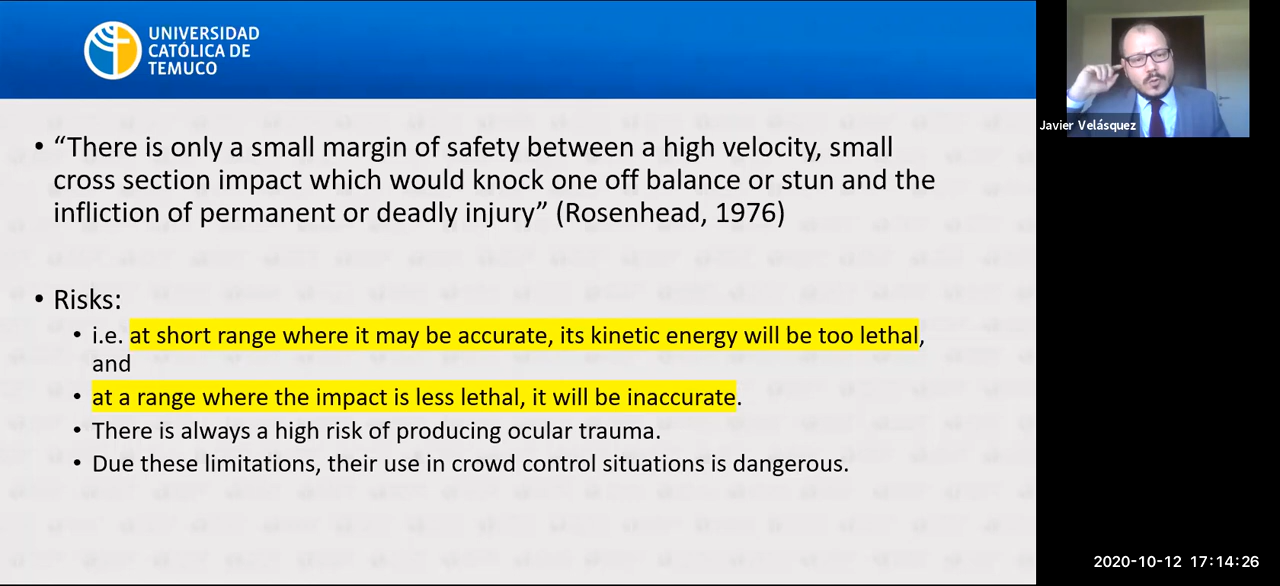 UNIVERSIDAD
CATÓLICA DE
TEMUCO
• “There is only a small margin of safety between a high velocity, small
cross section impact which would knock one off balance or stun and the
infliction of permanent or deadly injury” (Rosenhead, 1976)
• Risks:
• i.e. at short range where it may be accurate, its kinetic energy will be too lethal,
and
• at a range where the impact is less lethal, it will be inaccurate.
• There is always a high risk of producing ocular trauma.
• Due these limitations, their use in crowd control situations is dangerous.
Javier Velásquez
2020-10-12 17:14:26